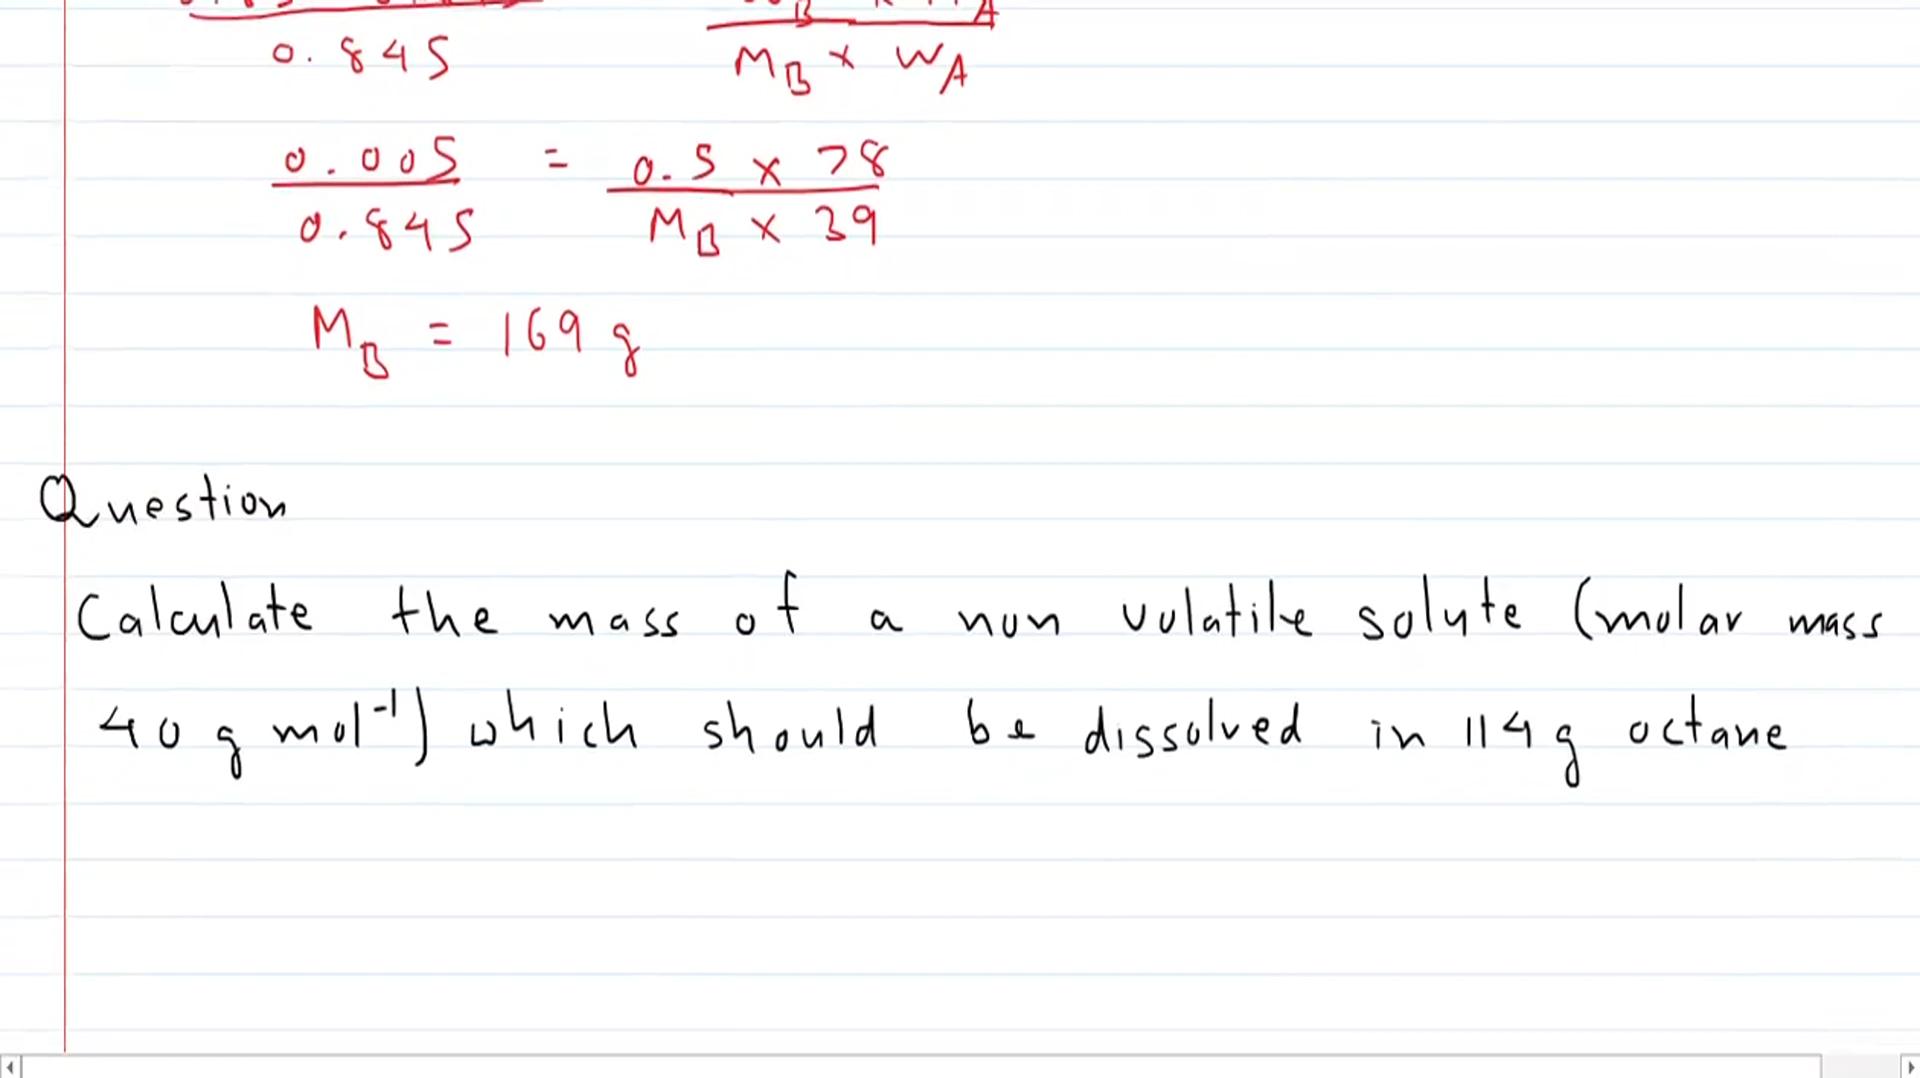 0.845
M_B x W_A
0.005 = 0.5 x 78
0.845 M_B x 39
M_B = 169 g
Question
Calculate the mass of a non volatile solute (molar mass
40 g mol⁻¹) which should be dissolved in 114g octane